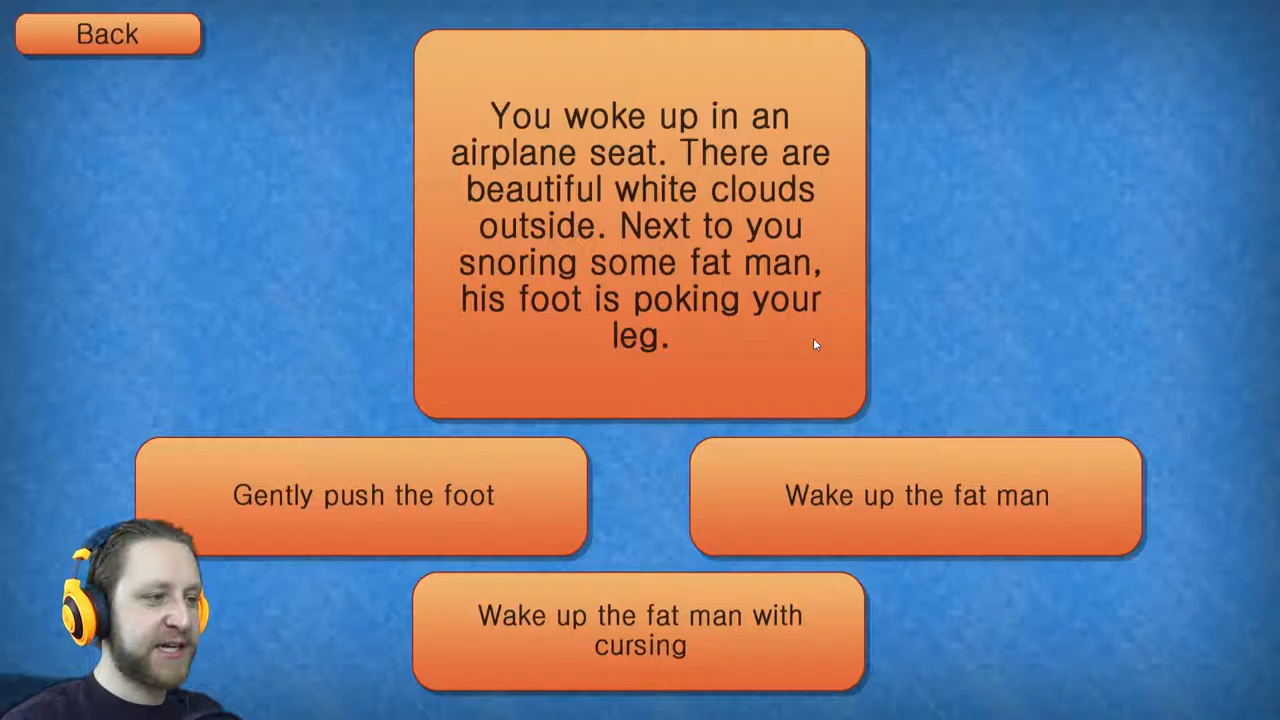 Back
You woke up in an
airplane seat. There are
beautiful white clouds
outside. Next to you
snoring some fat man,
his foot is poking your
leg.
Gently push the foot
Wake up the fat man
Wake up the fat man with
cursing